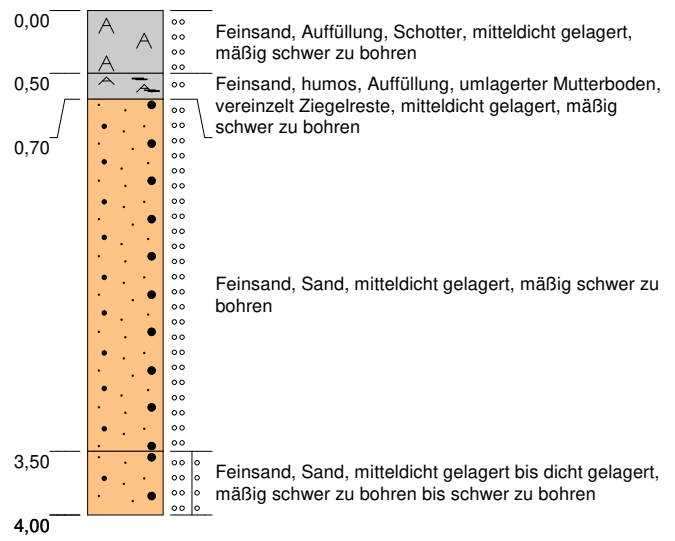 0,00
Feinsand, Auffüllung, Schotter, mitteldicht gelagert,
mäßig schwer zu bohren
0,50
Feinsand, humos, Auffüllung, umlagerter Mutterboden,
vereinzelt Ziegelreste, mitteldicht gelagert, mäßig
schwer zu bohren
0,70
Feinsand, Sand, mitteldicht gelagert, mäßig schwer zu
bohren
3,50
Feinsand, Sand, mitteldicht gelagert bis dicht gelagert,
mäßig schwer zu bohren bis schwer zu bohren
4,00